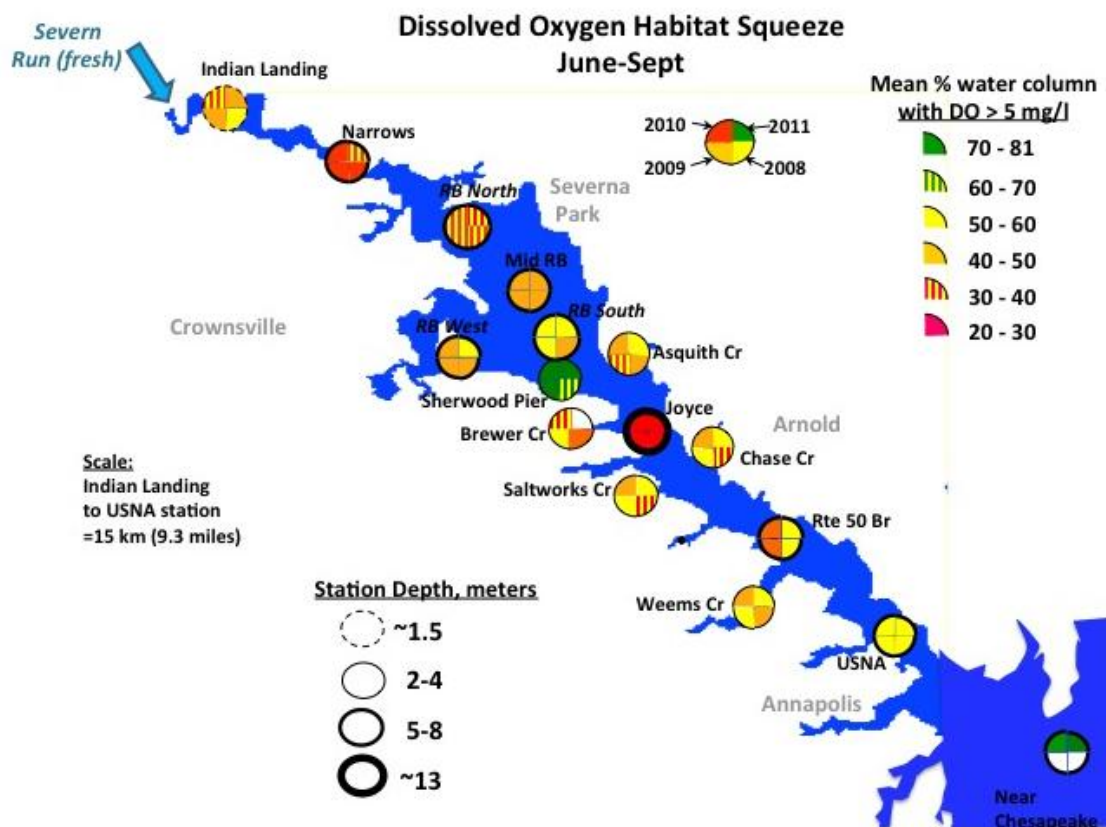 Dissolved Oxygen Habitat Squeeze
June-Sept
Severn
Run (fresh)
Indian Landing
Narrows
RB North
Severna
Park
Mid RB
RB South
RB West
Crownsville
Asquith Cr
Sherwood Pier
Joyce
Brewer Cr
Arnold
Chase Cr
Saltworks Cr
Rte 50 Br
Weems Cr
USNA
Annapolis
Near
Chesapeake
2010
2011
2009
2008
Mean % water column
with DO > 5 mg/l
70 - 81
60 - 70
50 - 60
40 - 50
30 - 40
20 - 30
Scale:
Indian Landing
to USNA station
=15 km (9.3 miles)
Station Depth, meters
~1.5
2-4
5-8
~13